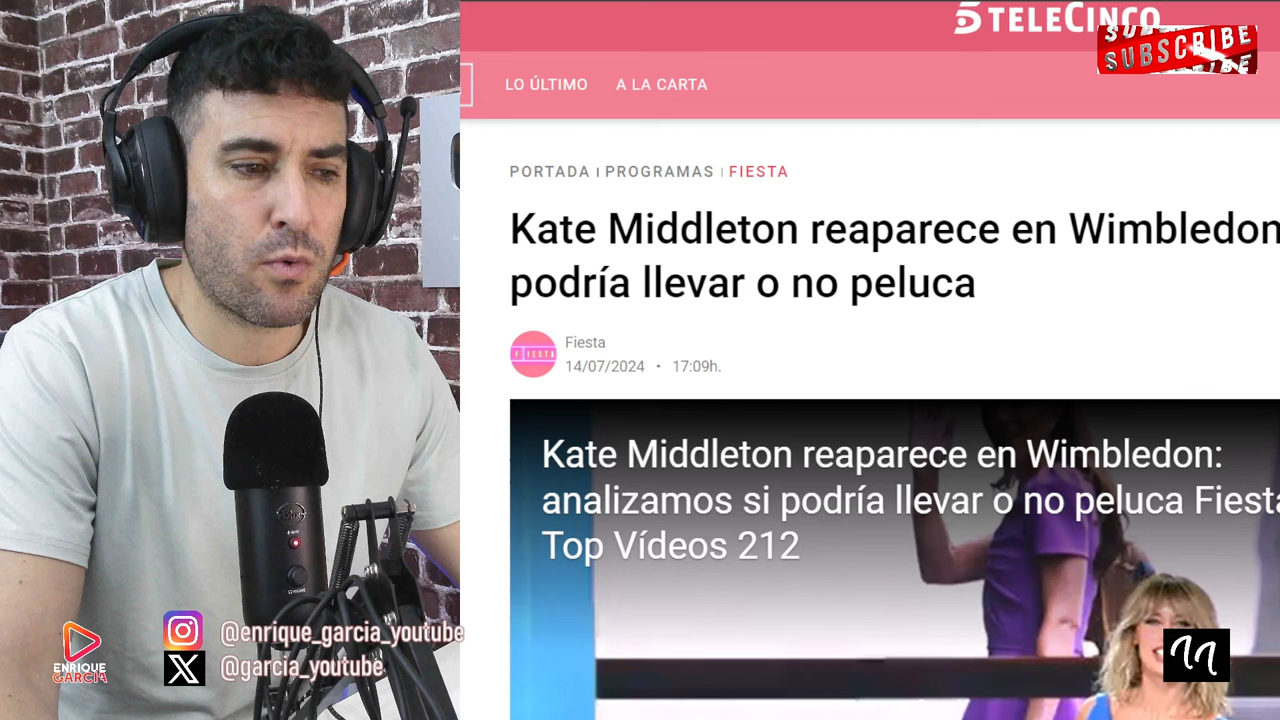 TELECINCO
SUBSCRIBE
LO ÚLTIMO
A LA CARTA
PORTADA | PROGRAMAS | FIESTA
Kate Middleton reaparece en Wimbledon
podría llevar o no peluca
FIESTA
Fiesta
14/07/2024 • 17:09h.
Kate Middleton reaparece en Wimbledon:
analizamos si podría llevar o no peluca Fiesta
Top Vídeos 212
@enrique_garcia_youtube
@garcia_youtube
ENRIQUE
GARCIA